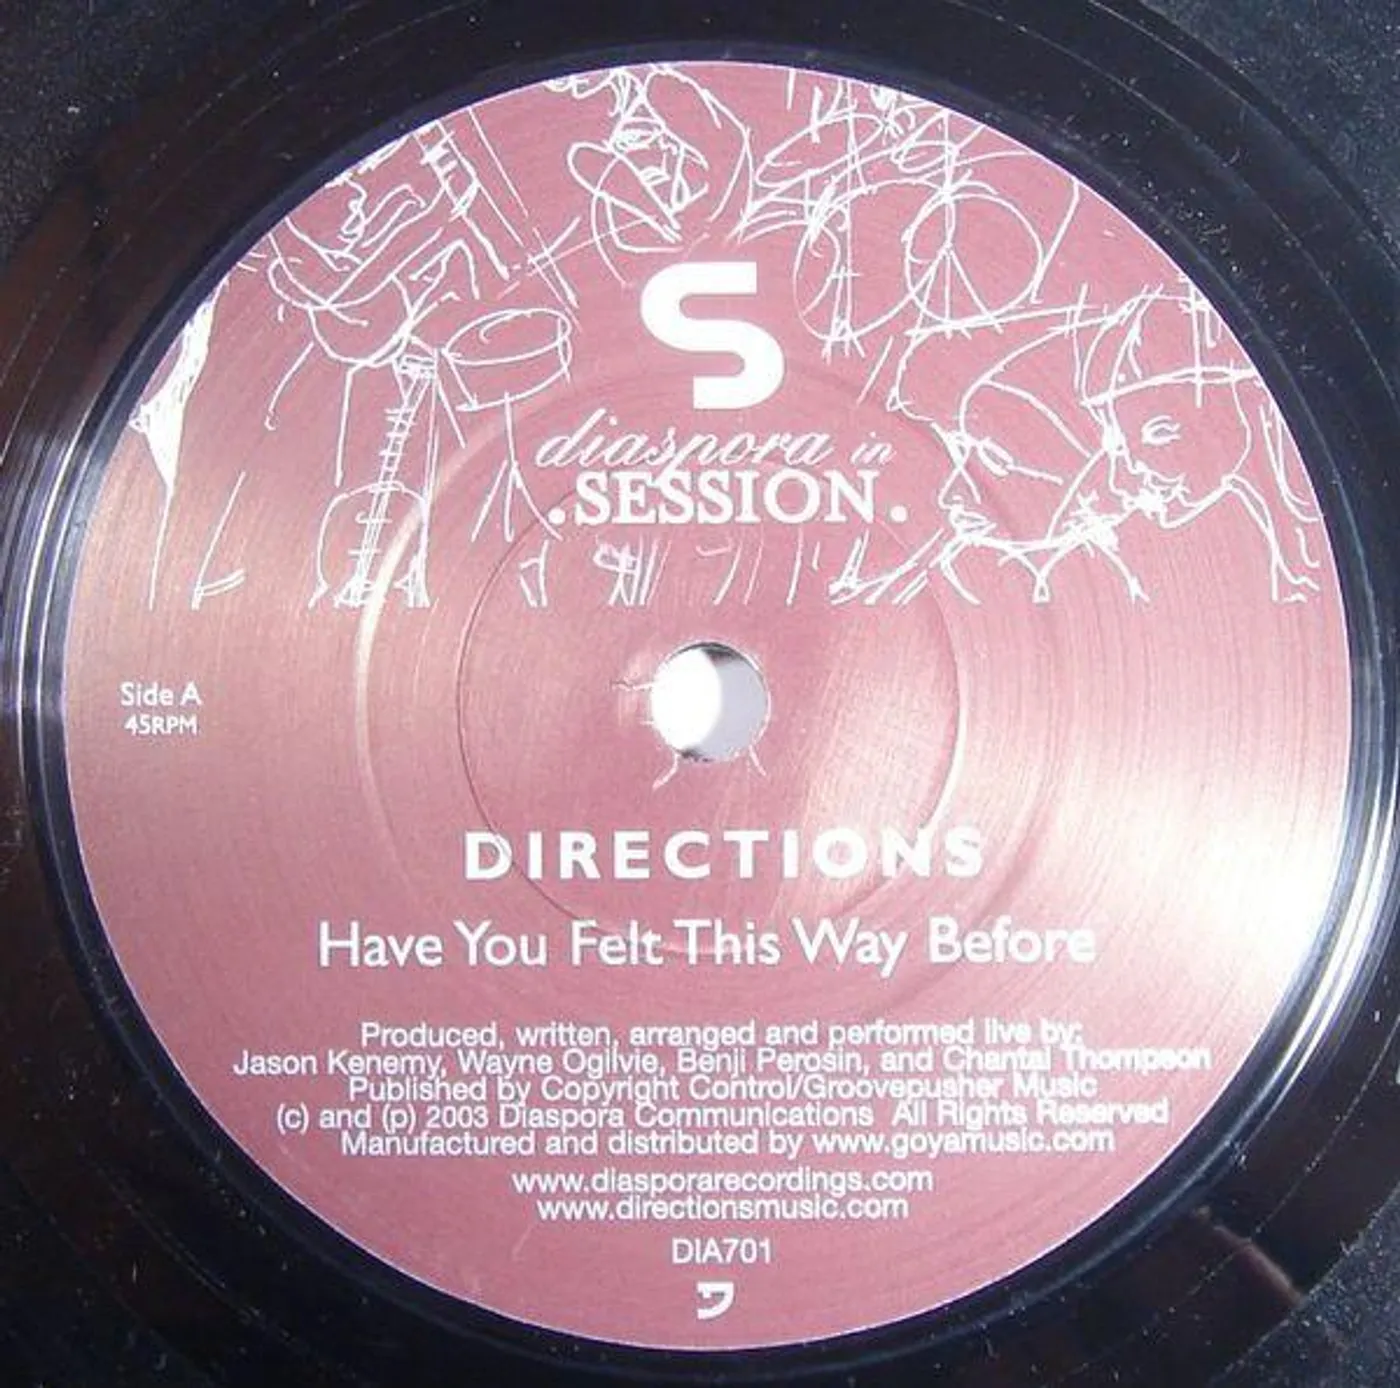 S
diaspora in
.SESSION.
Side A
45RPM
DIRECTIONS
Have You Felt This Way Before
Produced, written, arranged and performed live by:
Jason Kenemy, Wayne Ogilvie, Benji Perosin, and Chantal Thompson
Published by Copyright Control/Groovepusher Music
(c) and (p) 2003 Diaspora Communications All Rights Reserved
Manufactured and distributed by www.goyamusic.com
www.diasporarecordings.com
www.directionsmusic.com
DIA701